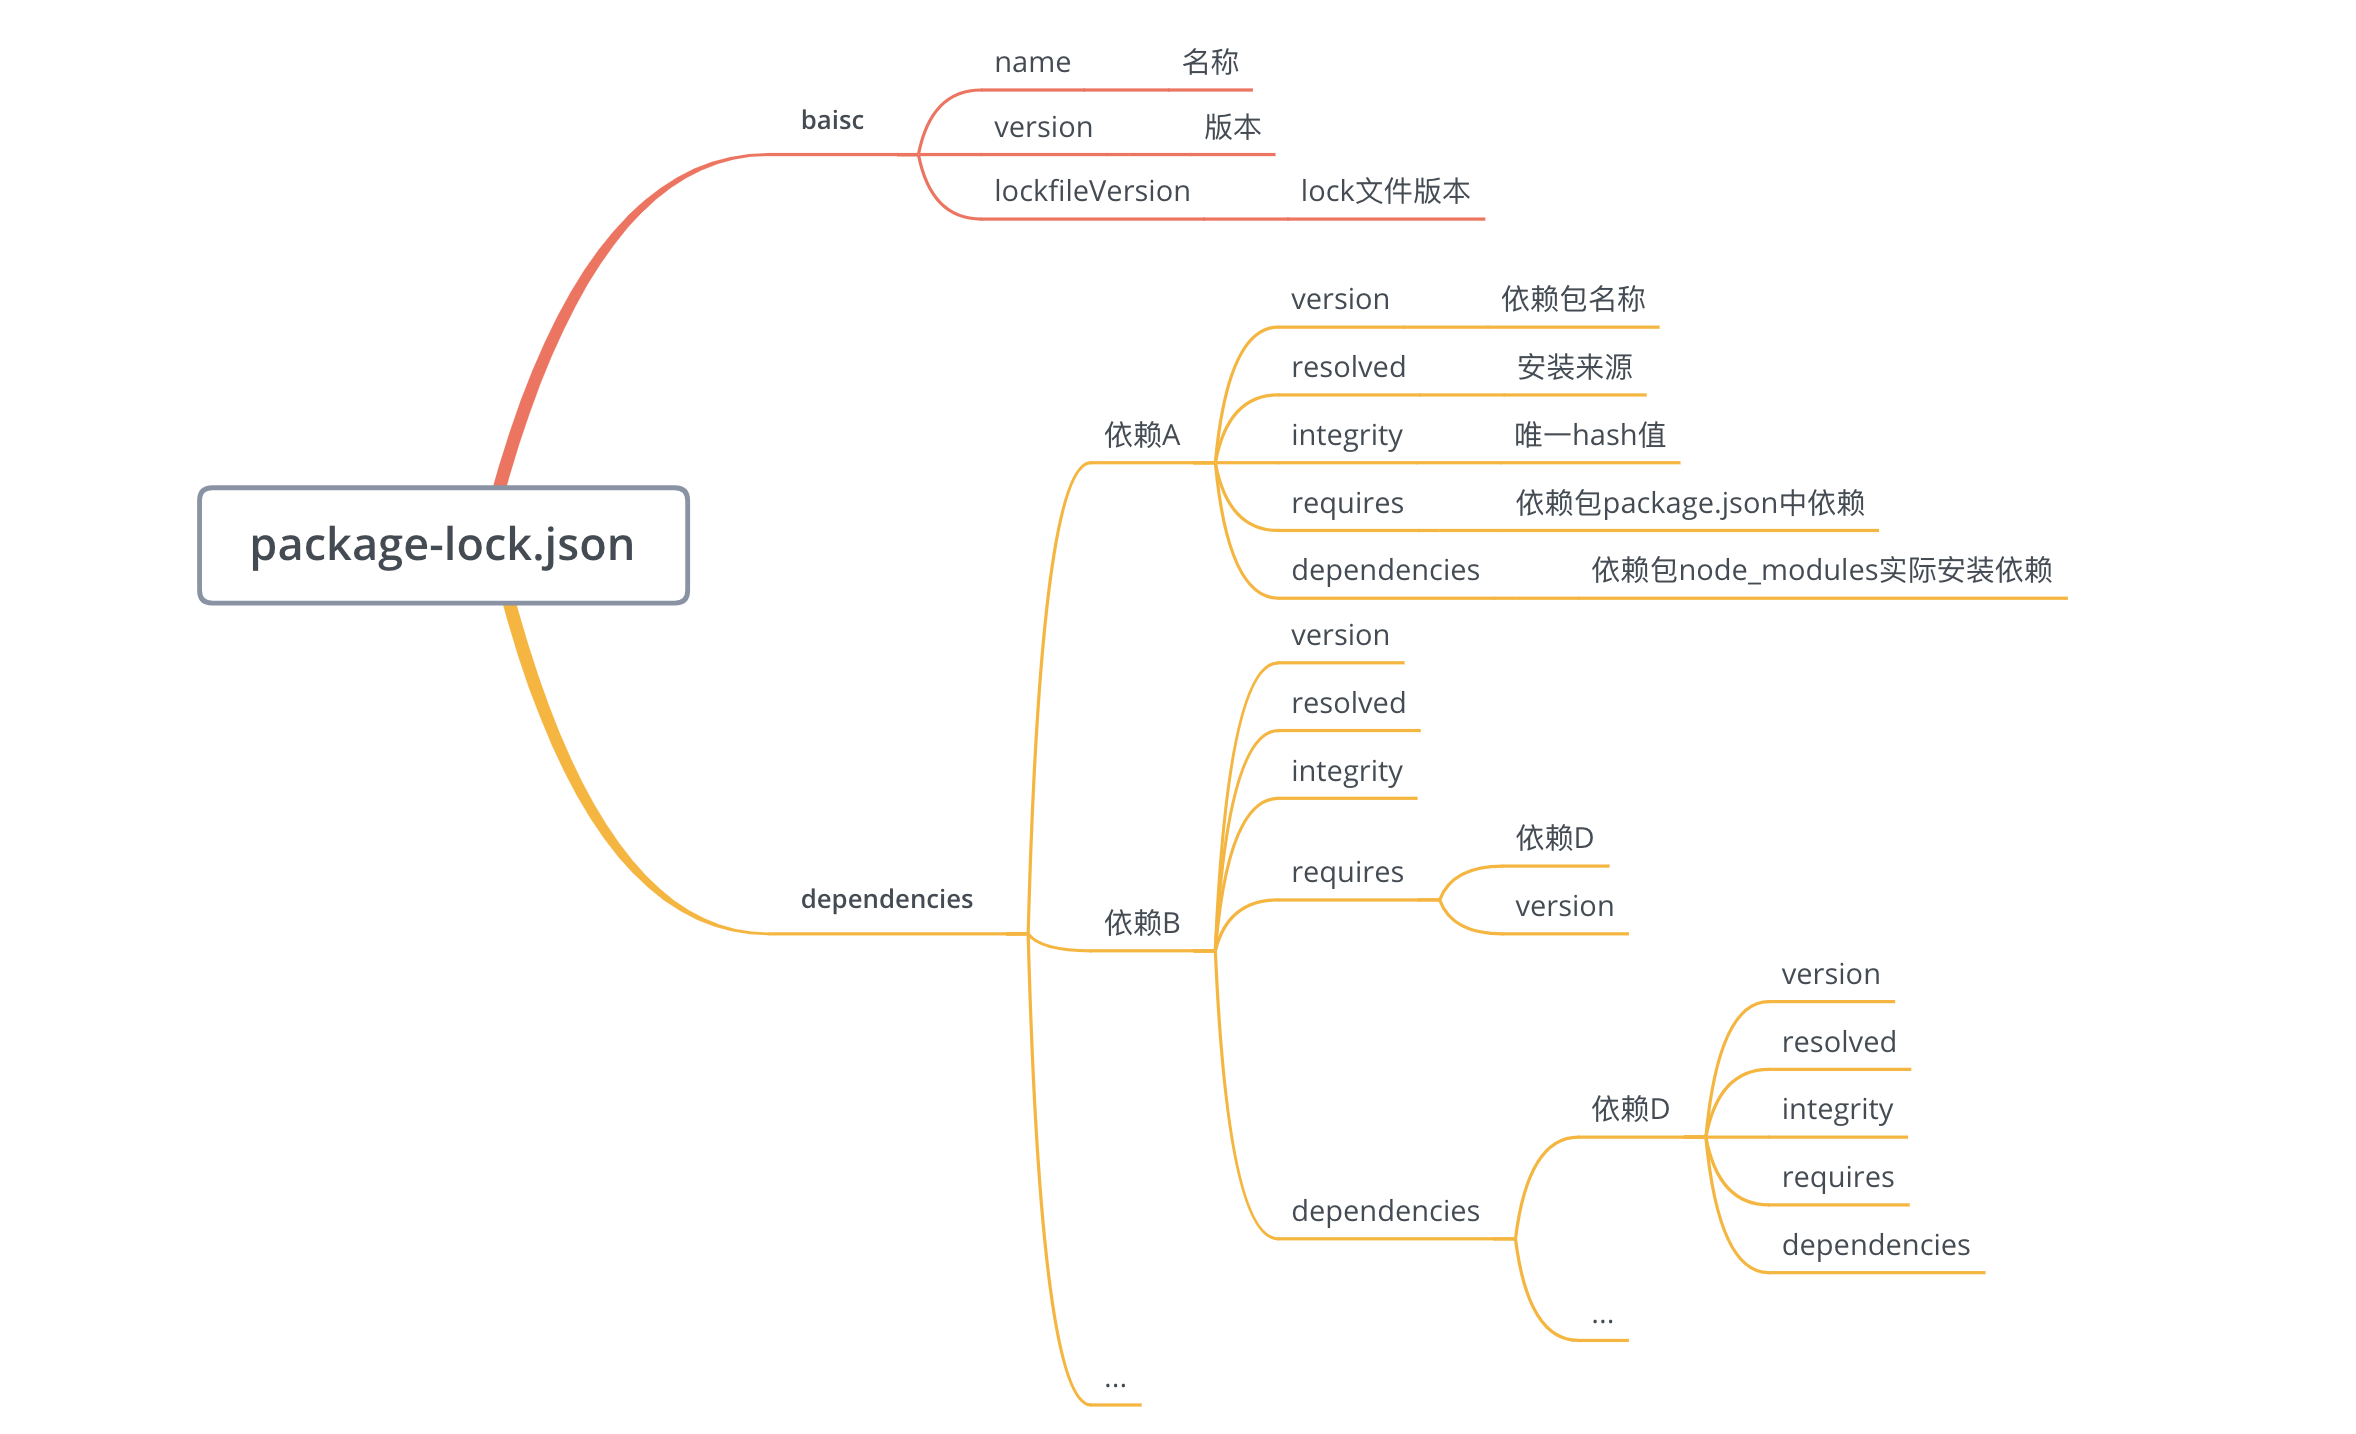 name 名称
baisc
version 版本
lockfileVersion lock文件版本
version 依赖包名称
resolved 安装来源
依赖A
integrity 唯一hash值
requires 依赖包package.json中依赖
package-lock.json
dependencies 依赖包node_modules实际安装依赖
version
resolved
integrity
依赖D
requires
version
dependencies
依赖B
version
resolved
依赖D
integrity
requires
dependencies
dependencies
...
...